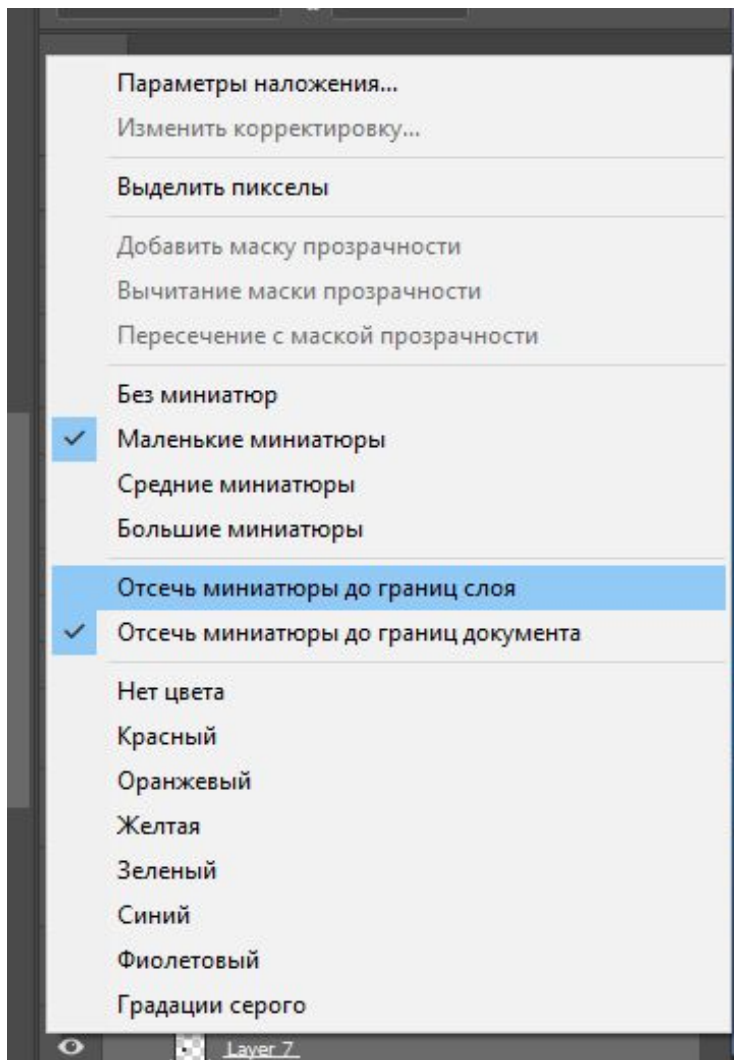 Параметры наложения...
Изменить корректировку...
Выделить пикселы
Добавить маску прозрачности
Вычитание маски прозрачности
Пересечение с маской прозрачности
Без миниатюр
Маленькие миниатюры
Средние миниатюры
Большие миниатюры
Отсечь миниатюры до границ слоя
Отсечь миниатюры до границ документа
Нет цвета
Красный
Оранжевый
Желтая
Зеленый
Синий
Фиолетовый
Градации серого
Layer 7